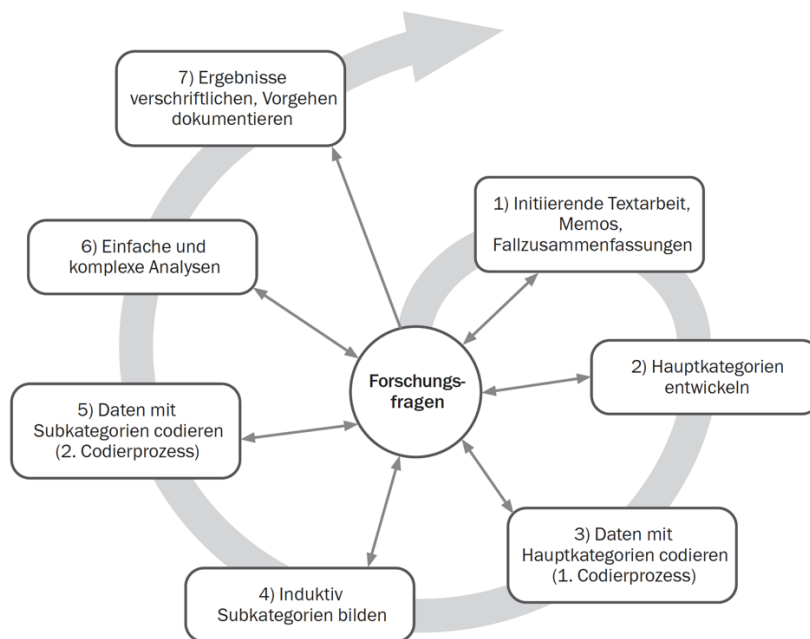 7) Ergebnisse
verschriftlichen, Vorgehen
dokumentieren
1) Initiierende Textarbeit,
Memos,
Fallzusammenfassungen
6) Einfache und
komplexe Analysen
Forschungs-
fragen
2) Hauptkategorien
entwickeln
5) Daten mit
Subkategorien codieren
(2. Codierprozess)
3) Daten mit
Hauptkategorien codieren
(1. Codierprozess)
4) Induktiv
Subkategorien bilden